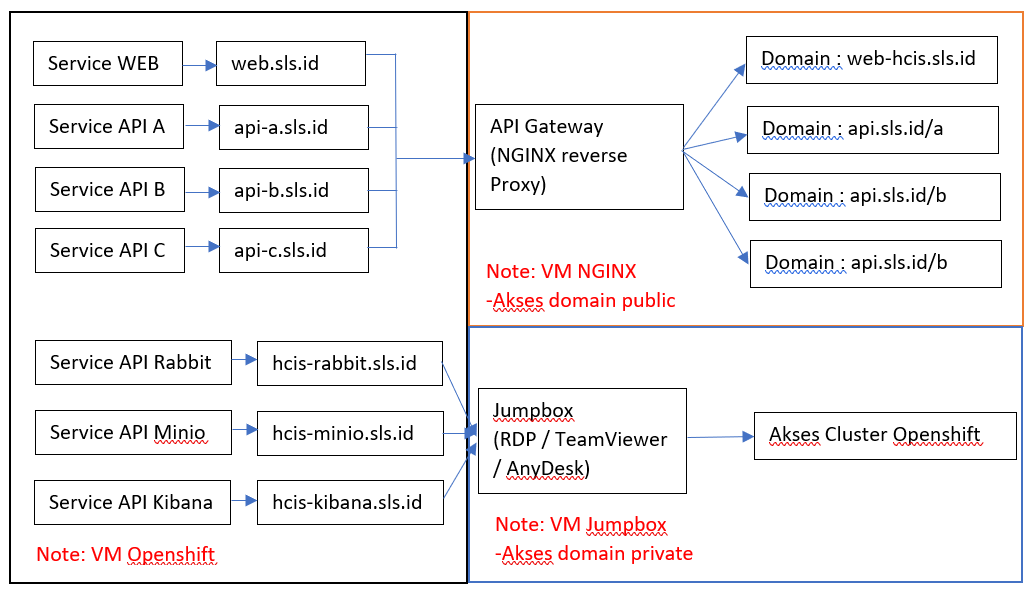 Service WEB
web.sls.id
Service API A
api-a.sls.id
Service API B
api-b.sls.id
Service API C
api-c.sls.id
Service API Rabbit
hcis-rabbit.sls.id
Service API Minio
hcis-minio.sls.id
Service API Kibana
hcis-kibana.sls.id
Note: VM Openshift
API Gateway
(NGINX reverse
Proxy)
Domain : web-hcis.sls.id
Domain : api.sls.id/a
Domain : api.sls.id/b
Domain : api.sls.id/b
Note: VM NGINX
-Akses domain public
Jumpbox
(RDP / TeamViewer
/ AnyDesk)
Akses Cluster Openshift
Note: VM Jumpbox
-Akses domain private